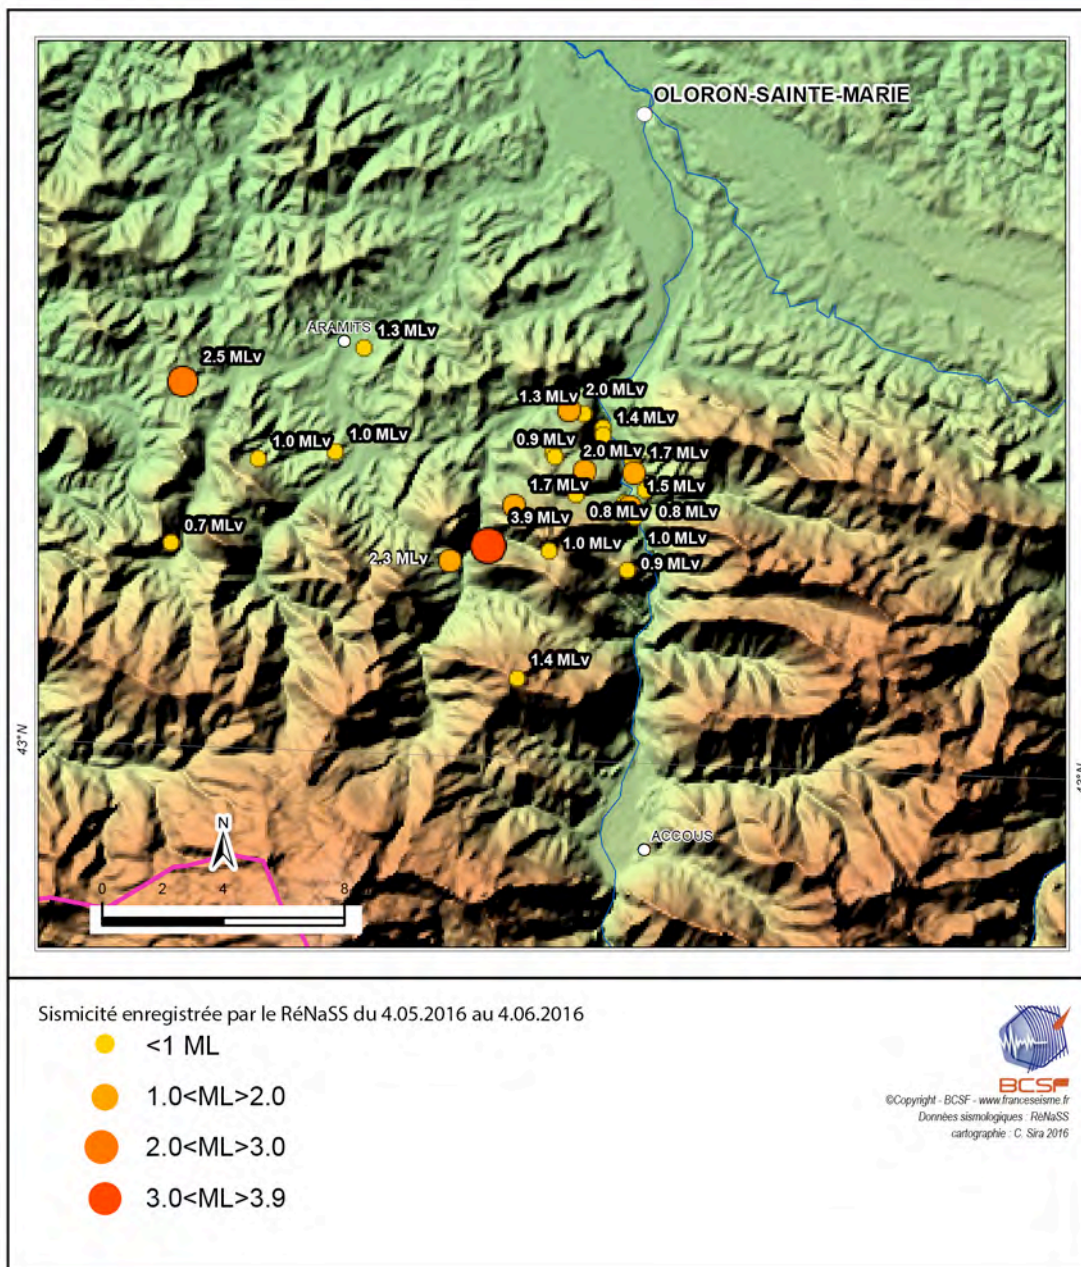 OLORON-SAINTE-MARIE
ARAMITS
1.3 MLv
2.5 MLv
2.0 MLv
1.3 MLv
1.4 MLv
1.0 MLv
1.0 MLv
0.9 MLv
2.0 MLv
1.7 MLv
1.7 MLv
1.5 MLv
0.7 MLv
3.9 MLv
0.8 MLv
0.8 MLv
2.3 MLv
1.0 MLv
1.0 MLv
0.9 MLv
1.4 MLv
43°N
43°N
ACCOUS
N
0 2 4 8
Sismicité enregistrée par le RéNaSS du 4.05.2016 au 4.06.2016
<1 ML
1.0<ML>2.0
2.0<ML>3.0
3.0<ML>3.9
BCSF
©Copyright - BCSF - www.franceseisme.fr
Données sismologiques : RéNaSS
cartographie : C. Sira 2016